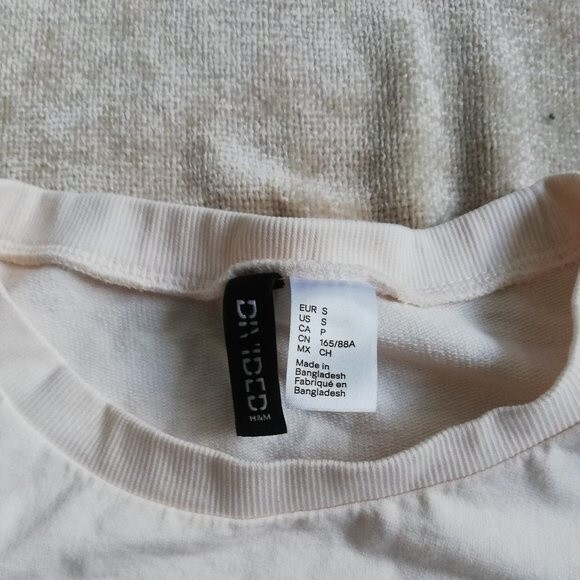 DIVIDED
H&M
EUR S
US S
CA P
CN 165/88A
MX CH
Made in
Bangladesh
Fabriqué en
Bangladesh